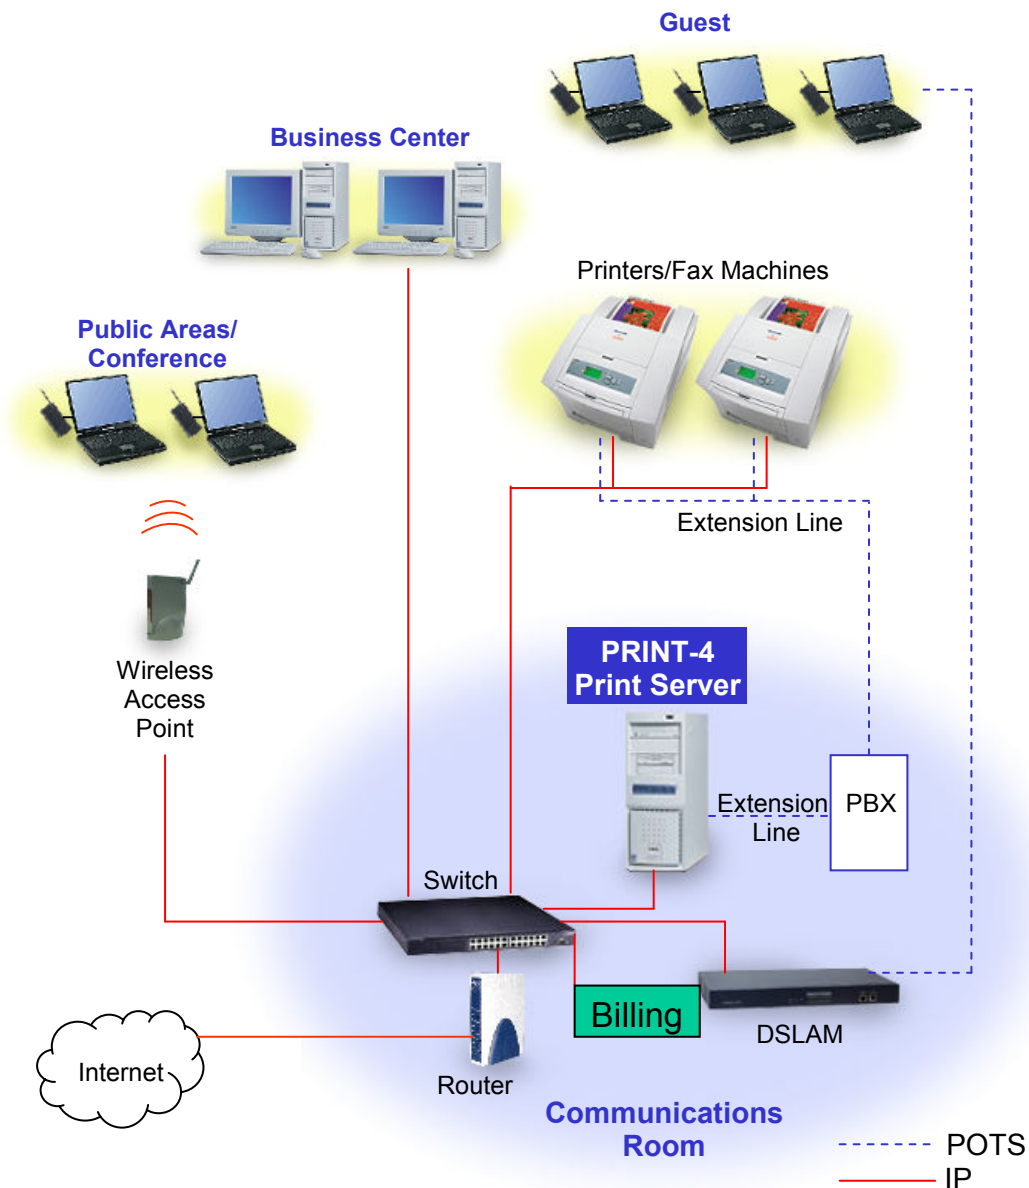 Guest
Business Center
Printers/Fax Machines
Public Areas/
Conference
Extension Line
Wireless
Access
Point
PRINT-4
Print Server
Extension
Line
PBX
Switch
Billing
DSLAM
Internet
Router
Communications
Room
POTS
IP